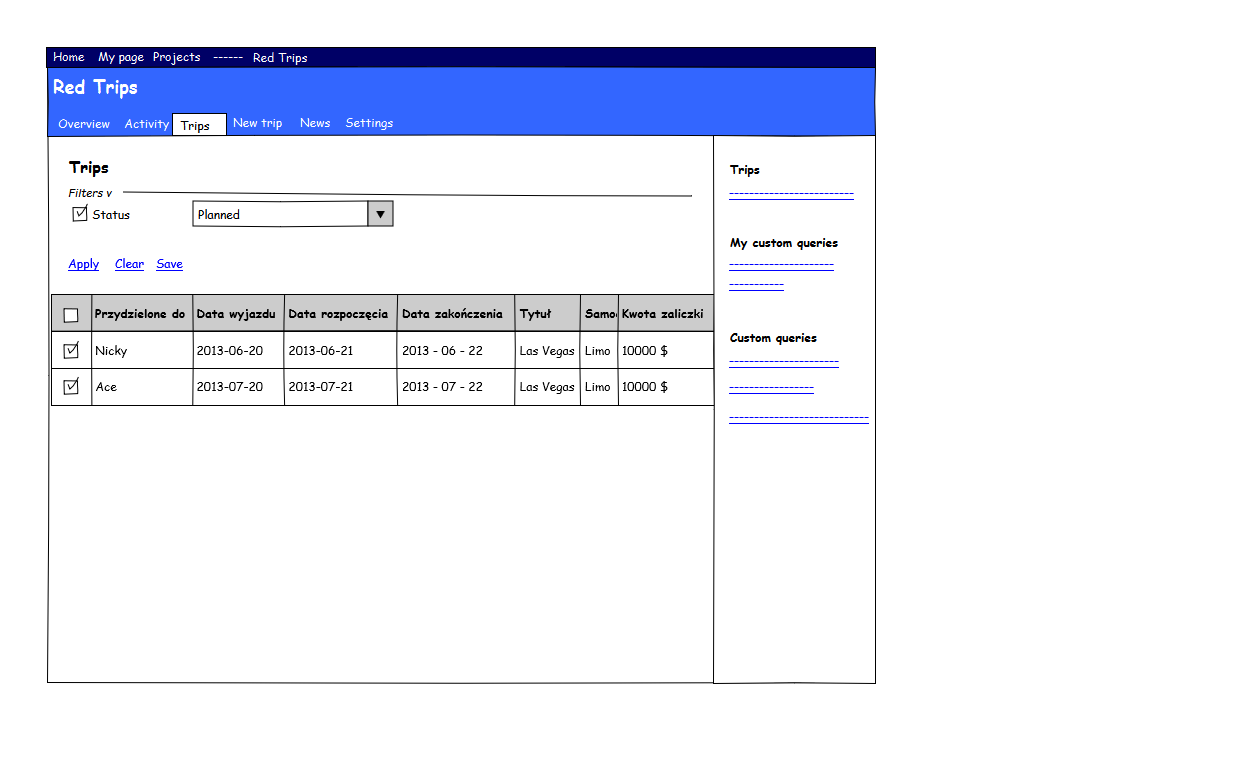 Home My page Projects ------ Red Trips
Red Trips
Overview Activity Trips New trip News Settings
Trips
Filters v
Status Planned
Apply Clear Save
Przydzielone do Data wyjazdu Data rozpoczęcia Data zakończenia Tytuł Kwota zaliczki
Nicky 2013-06-20 2013-06-21 2013 - 06 - 22 Las Vegas Limo 10000 $
Ace 2013-07-20 2013-07-21 2013 - 07 - 22 Las Vegas Limo 10000 $
Trips
-------------------------
My custom queries
---------------------
-----------
Custom queries
----------------------
-----------------
----------------------------